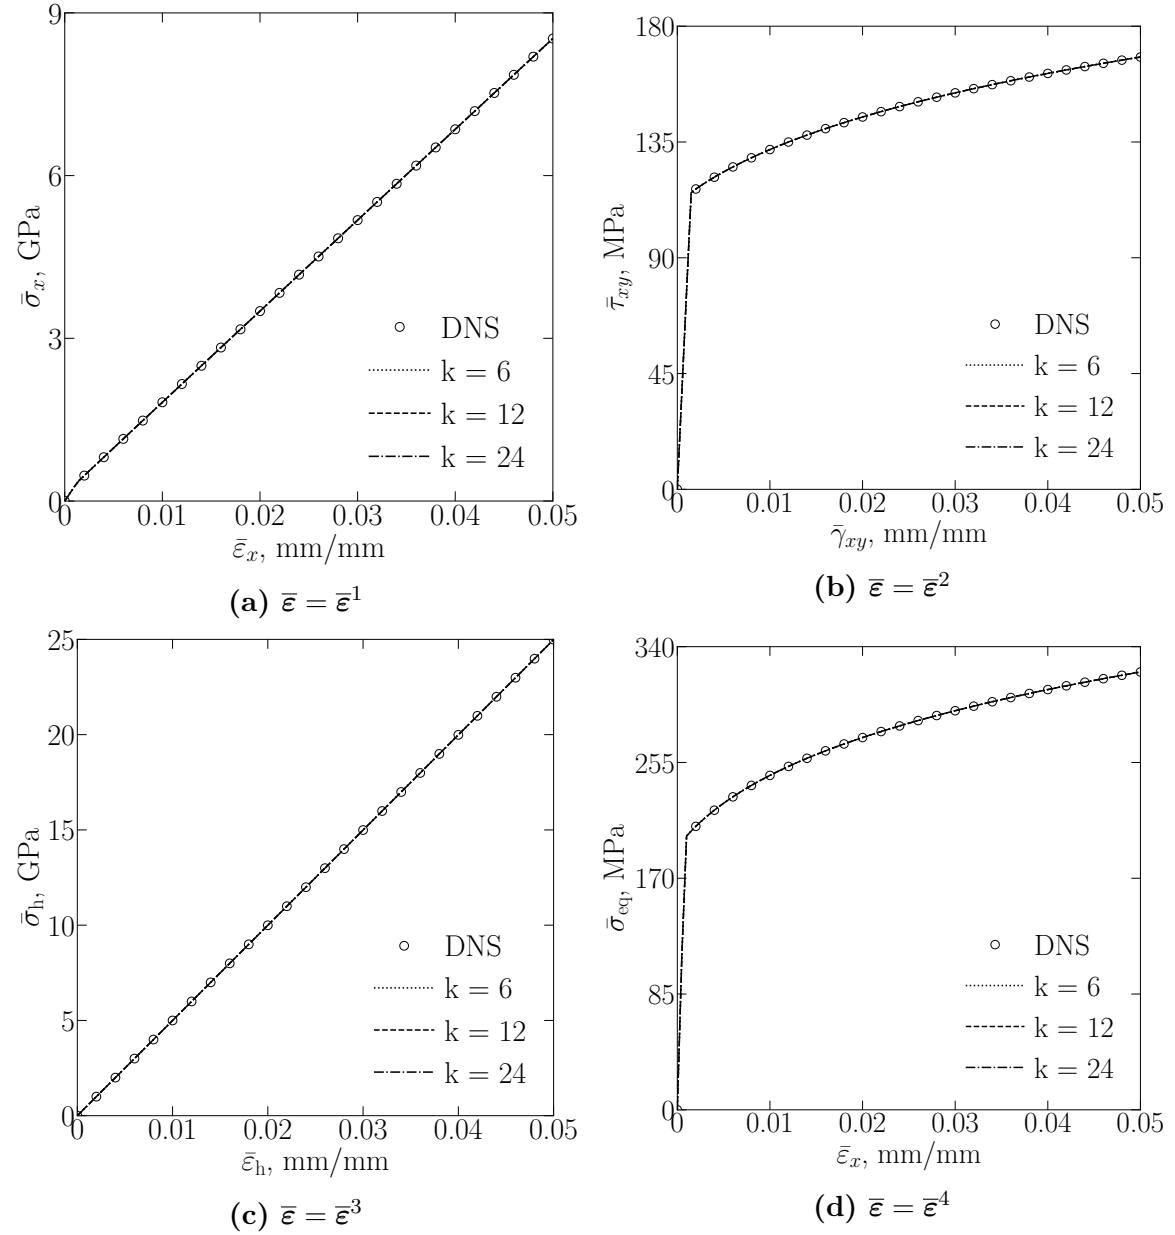 9
6
3
0
σ̄x, GPa
DNS
k = 6
k = 12
k = 24
0 0.01 0.02 0.03 0.04 0.05
ε̄x, mm/mm
(a) ε̄ = ε̄¹
180
135
90
45
0
τ̄xy, MPa
DNS
k = 6
k = 12
k = 24
0 0.01 0.02 0.03 0.04 0.05
γ̄xy, mm/mm
(b) ε̄ = ε̄²
25
20
15
10
5
0
σ̄h, GPa
DNS
k = 6
k = 12
k = 24
0 0.01 0.02 0.03 0.04 0.05
ε̄h, mm/mm
(c) ε̄ = ε̄³
340
255
170
85
0
σ̄eq, MPa
DNS
k = 6
k = 12
k = 24
0 0.01 0.02 0.03 0.04 0.05
ε̄x, mm/mm
(d) ε̄ = ε̄⁴